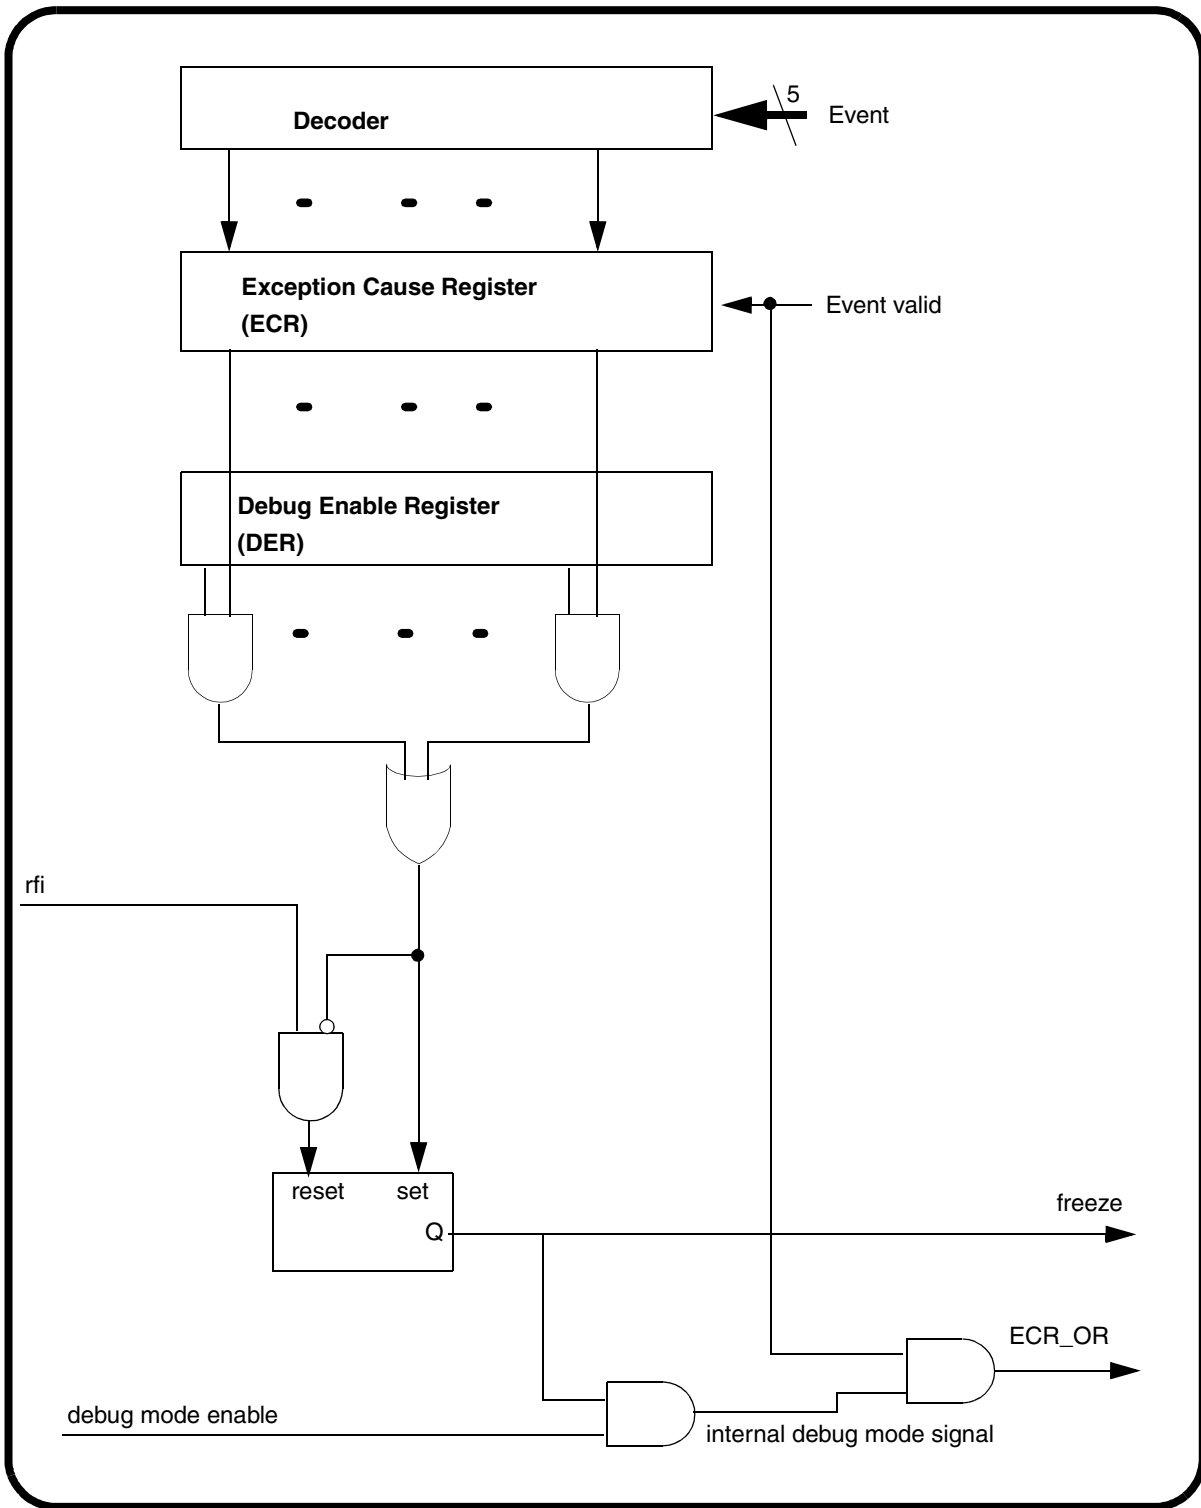 5
Decoder
Event
Exception Cause Register
(ECR)
Event valid
Debug Enable Register
(DER)
rfi
reset
set
Q
freeze
ECR_OR
debug mode enable
internal debug mode signal